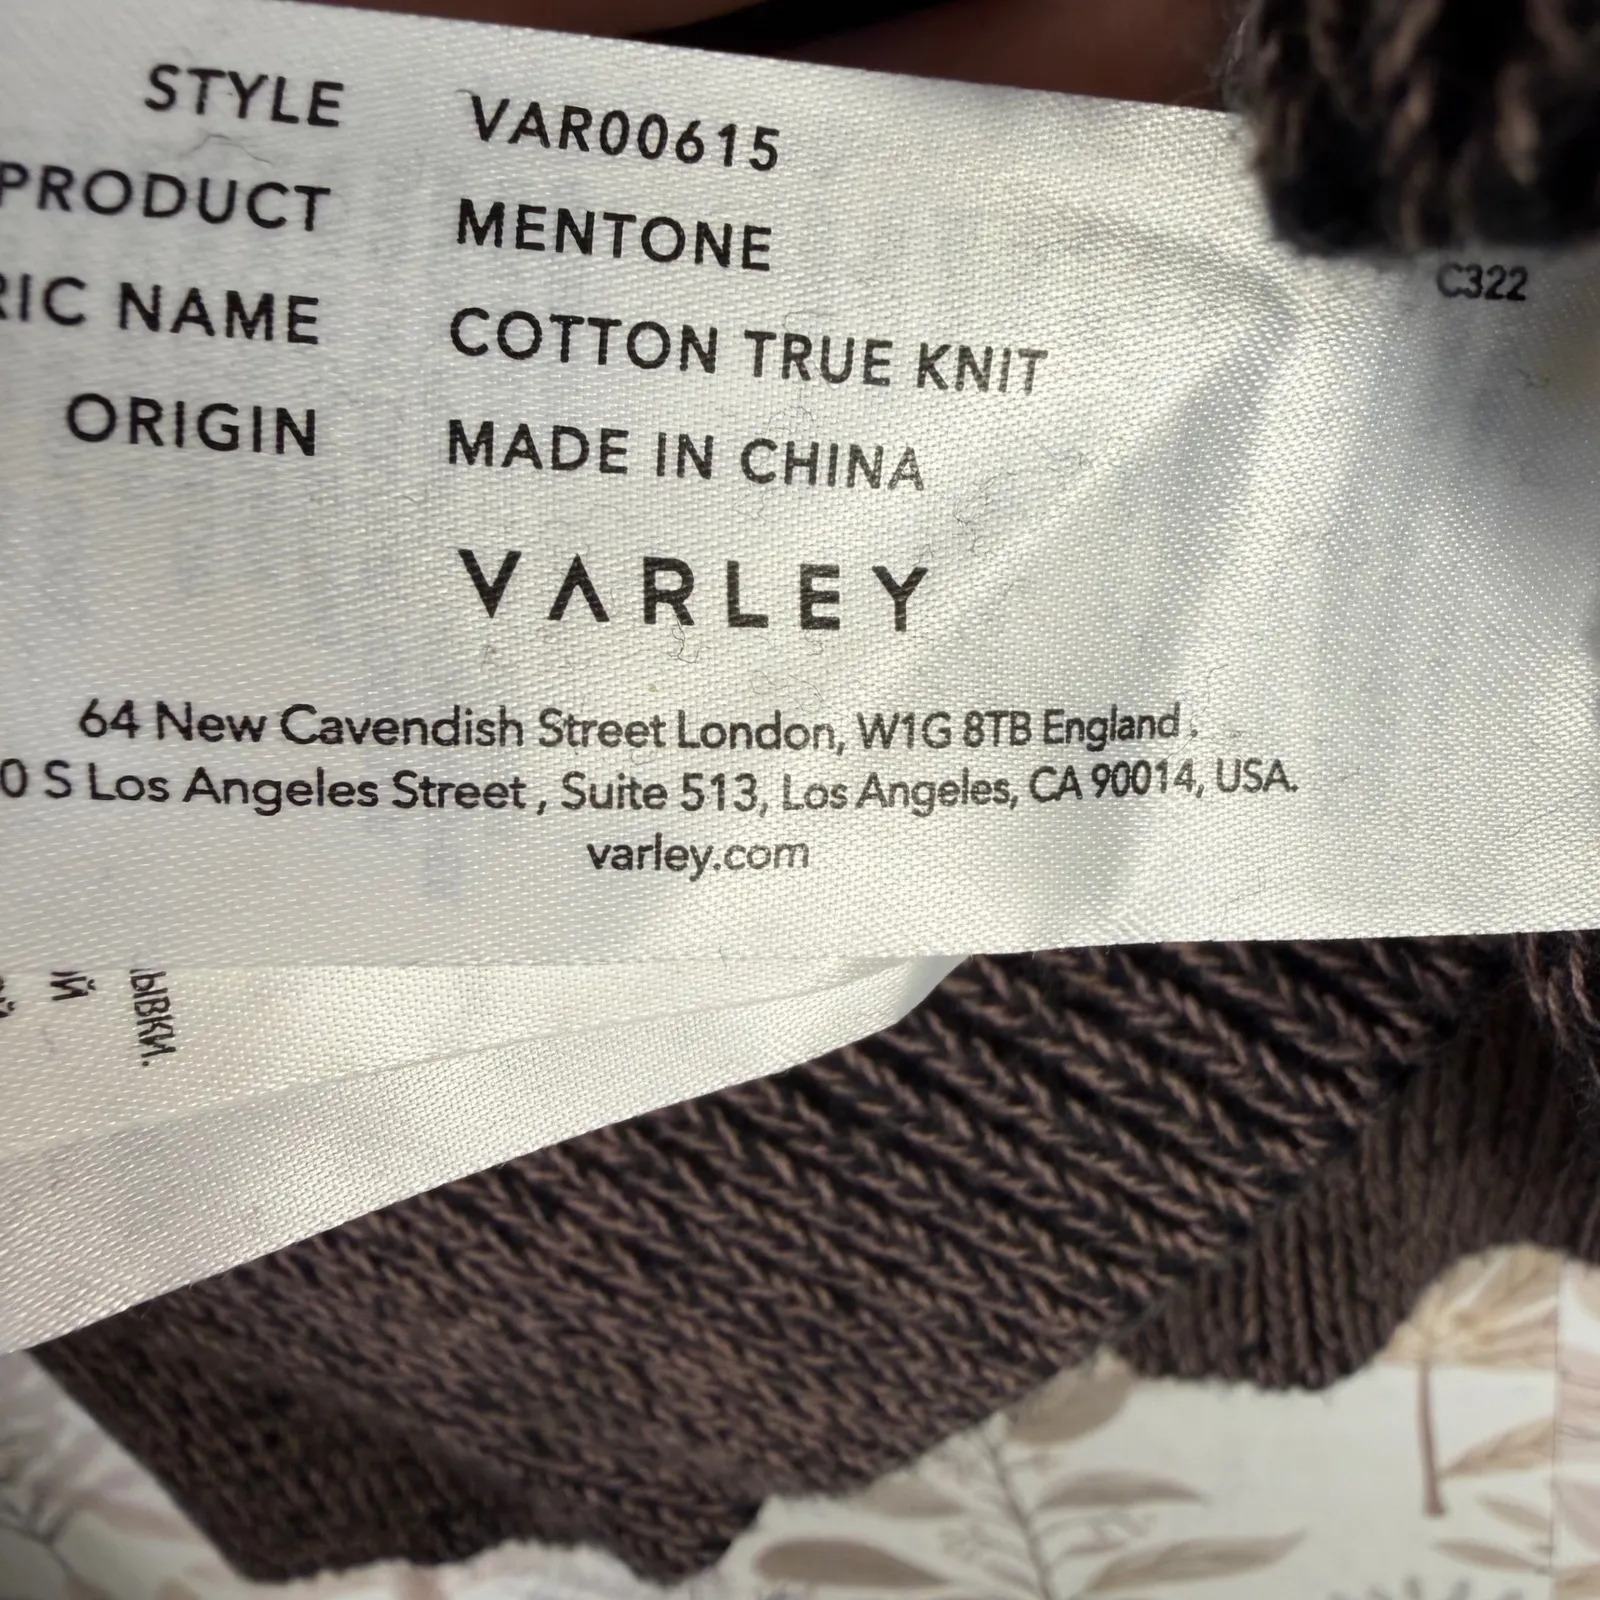 STYLE VAR00615
PRODUCT MENTONE
RIC NAME COTTON TRUE KNIT
ORIGIN MADE IN CHINA
C322
VARLEY
64 New Cavendish Street London, W1G 8TB England.
0 S Los Angeles Street, Suite 513, Los Angeles, CA 90014, USA.
varley.com
ЫВКИ.
Й